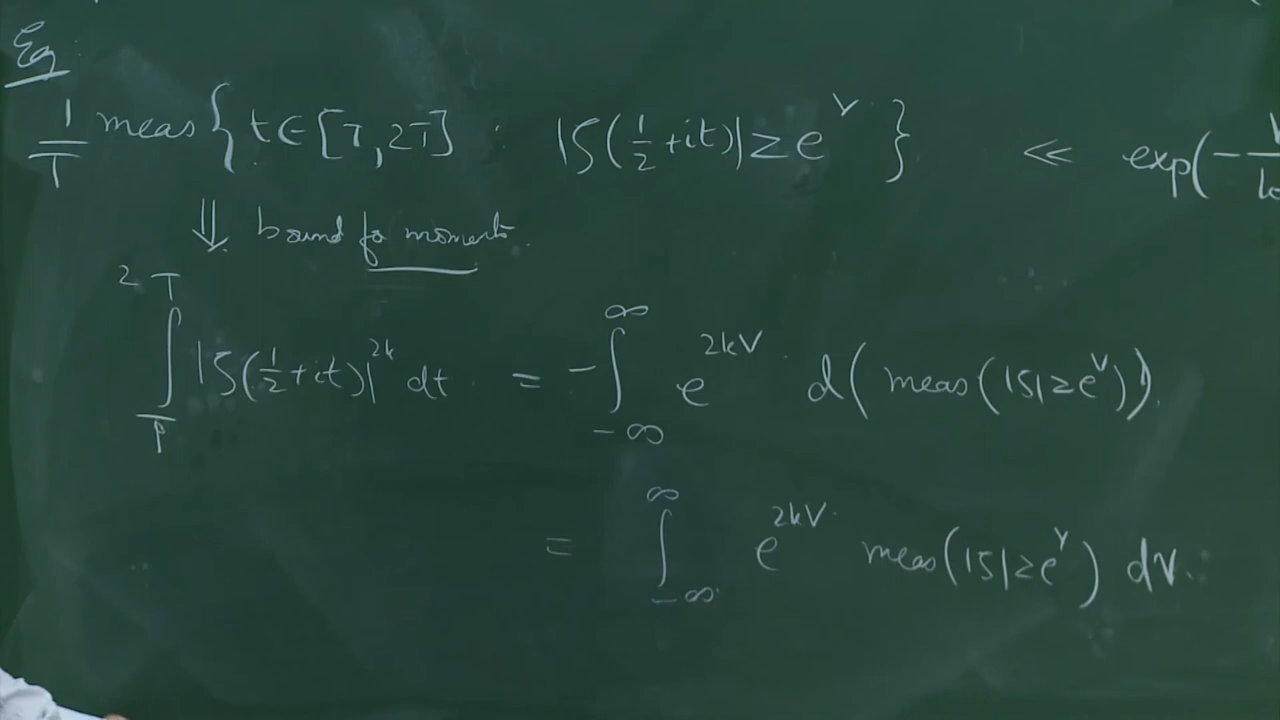 Eg
1/T meas{ t∈[T,2T] : |ζ(1/2+it)| ≥ e^V } ≪ exp(-
⇓ bound for moments.
∫_T^{2T} |ζ(1/2+it)|^{2k} dt = -∫_{-∞}^{∞} e^{2kV} d(meas(|ζ|≥e^V)).
= ∫_{-∞}^{∞} e^{2kV} meas(|ζ|≥e^V) dV.